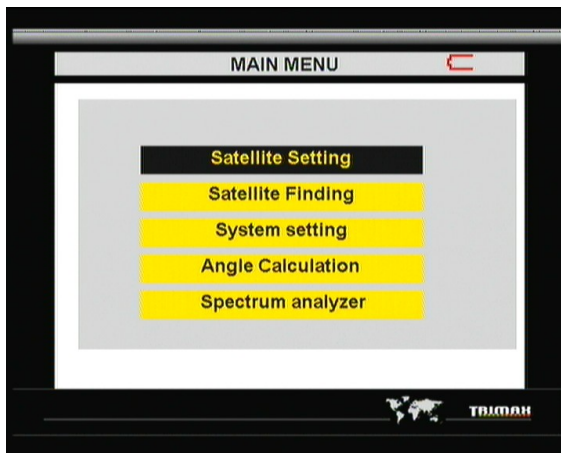 MAIN MENU
Satellite Setting
Satellite Finding
System setting
Angle Calculation
Spectrum analyzer
TRIMAX